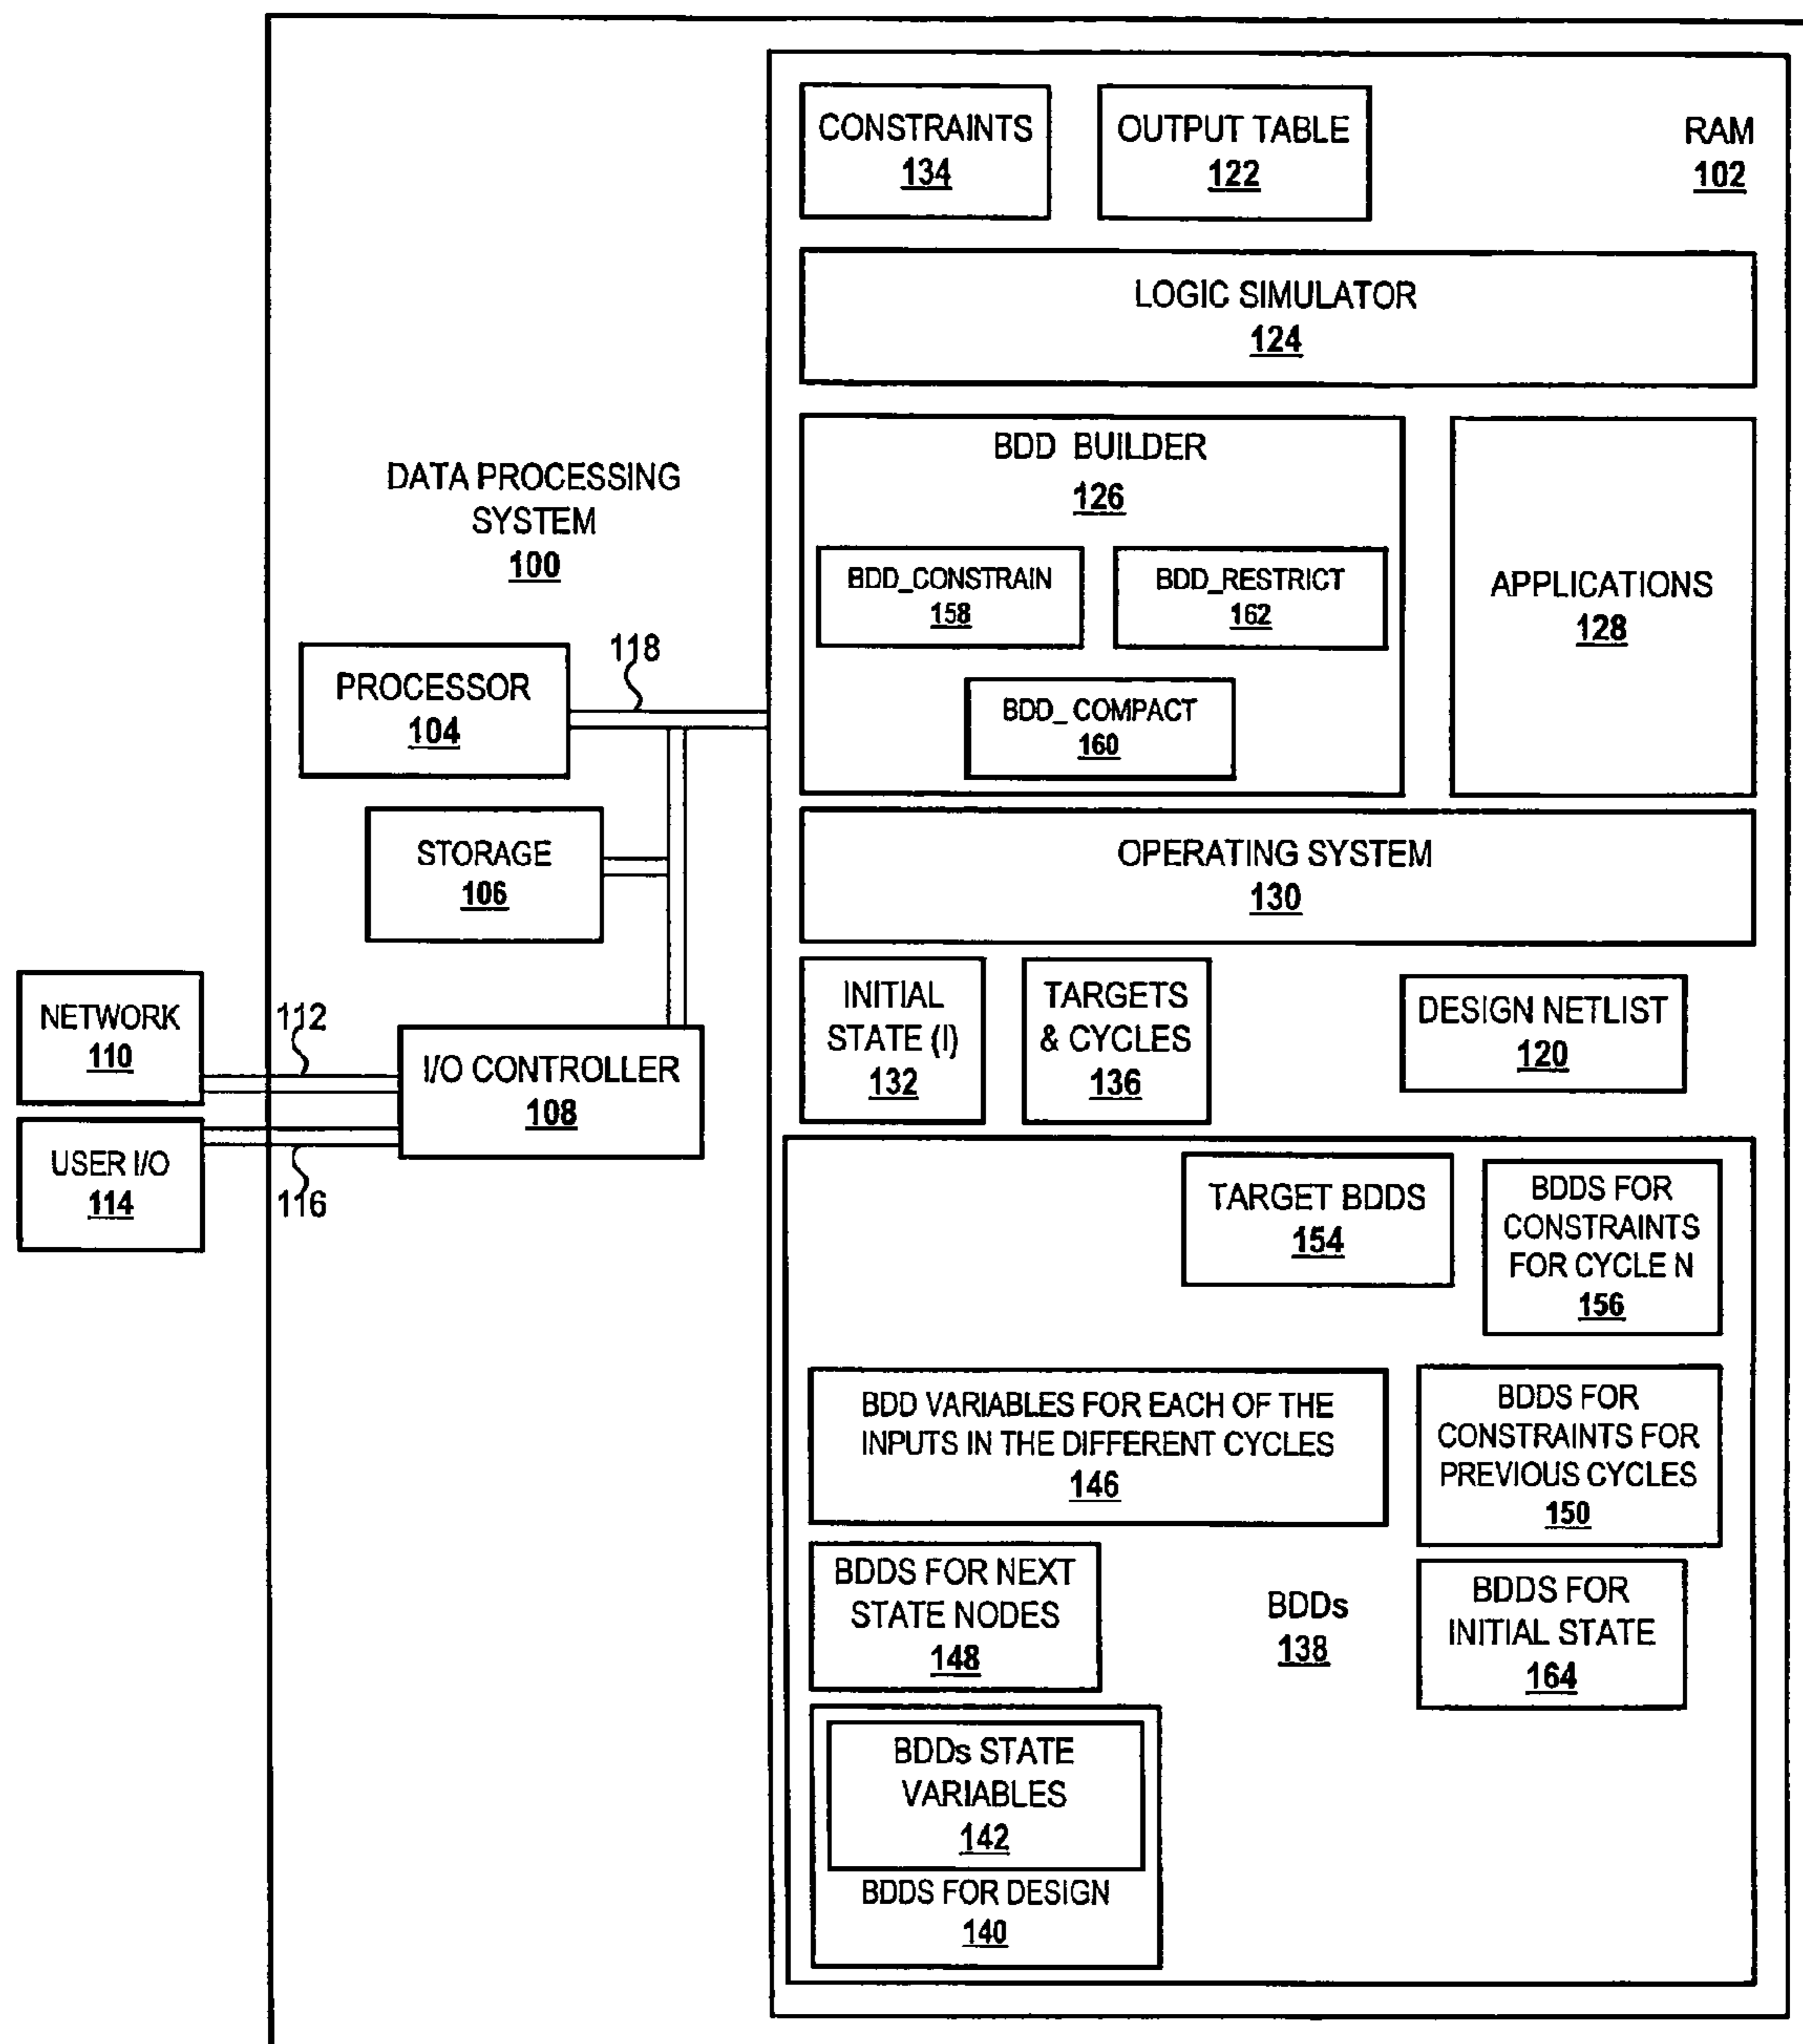 CONSTRAINTS
134
OUTPUT TABLE
122
RAM
102
LOGIC SIMULATOR
124
BDD BUILDER
126
BDD_CONSTRAIN
158
BDD_RESTRICT
162
BDD_ COMPACT
160
APPLICATIONS
128
DATA PROCESSING
SYSTEM
100
PROCESSOR
104
118
STORAGE
106
OPERATING SYSTEM
130
NETWORK
110
112
I/O CONTROLLER
108
USER I/O
114
116
INITIAL
STATE (I)
132
TARGETS
& CYCLES
136
DESIGN NETLIST
120
TARGET BDDS
154
BDDS FOR
CONSTRAINTS
FOR CYCLE N
156
BDD VARIABLES FOR EACH OF THE
INPUTS IN THE DIFFERENT CYCLES
146
BDDS FOR
CONSTRAINTS FOR
PREVIOUS CYCLES
150
BDDS FOR NEXT
STATE NODES
148
BDDs
138
BDDS FOR
INITIAL STATE
164
BDDs STATE
VARIABLES
142
BDDS FOR DESIGN
140